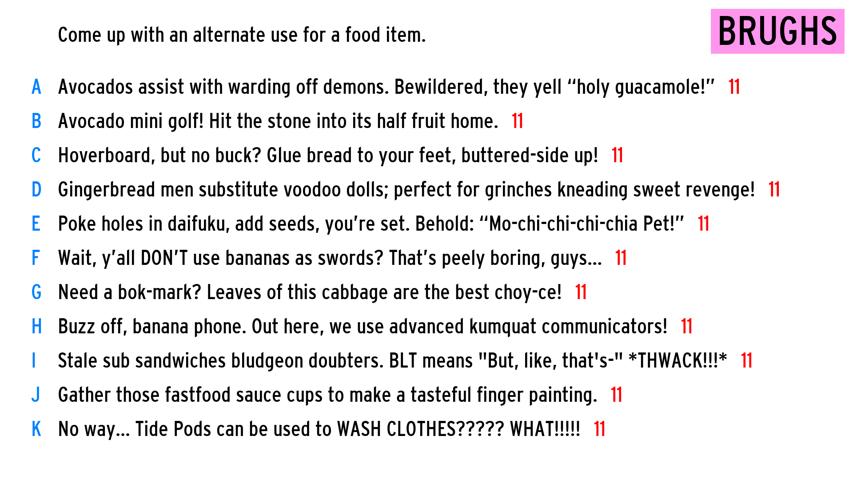 Come up with an alternate use for a food item.
BRUGHS
A Avocados assist with warding off demons. Bewildered, they yell “holy guacamole!” 11
B Avocado mini golf! Hit the stone into its half fruit home. 11
C Hoverboard, but no buck? Glue bread to your feet, buttered-side up! 11
D Gingerbread men substitute voodoo dolls; perfect for grinches kneading sweet revenge! 11
E Poke holes in daifuku, add seeds, you’re set. Behold: “Mo-chi-chi-chi-chia Pet!” 11
F Wait, y’all DON’T use bananas as swords? That’s peely boring, guys... 11
G Need a bok-mark? Leaves of this cabbage are the best choy-ce! 11
H Buzz off, banana phone. Out here, we use advanced kumquat communicators! 11
I Stale sub sandwiches bludgeon doubters. BLT means "But, like, that's-" *THWACK!!!* 11
J Gather those fastfood sauce cups to make a tasteful finger painting. 11
K No way... Tide Pods can be used to WASH CLOTHES????? WHAT!!!!! 11